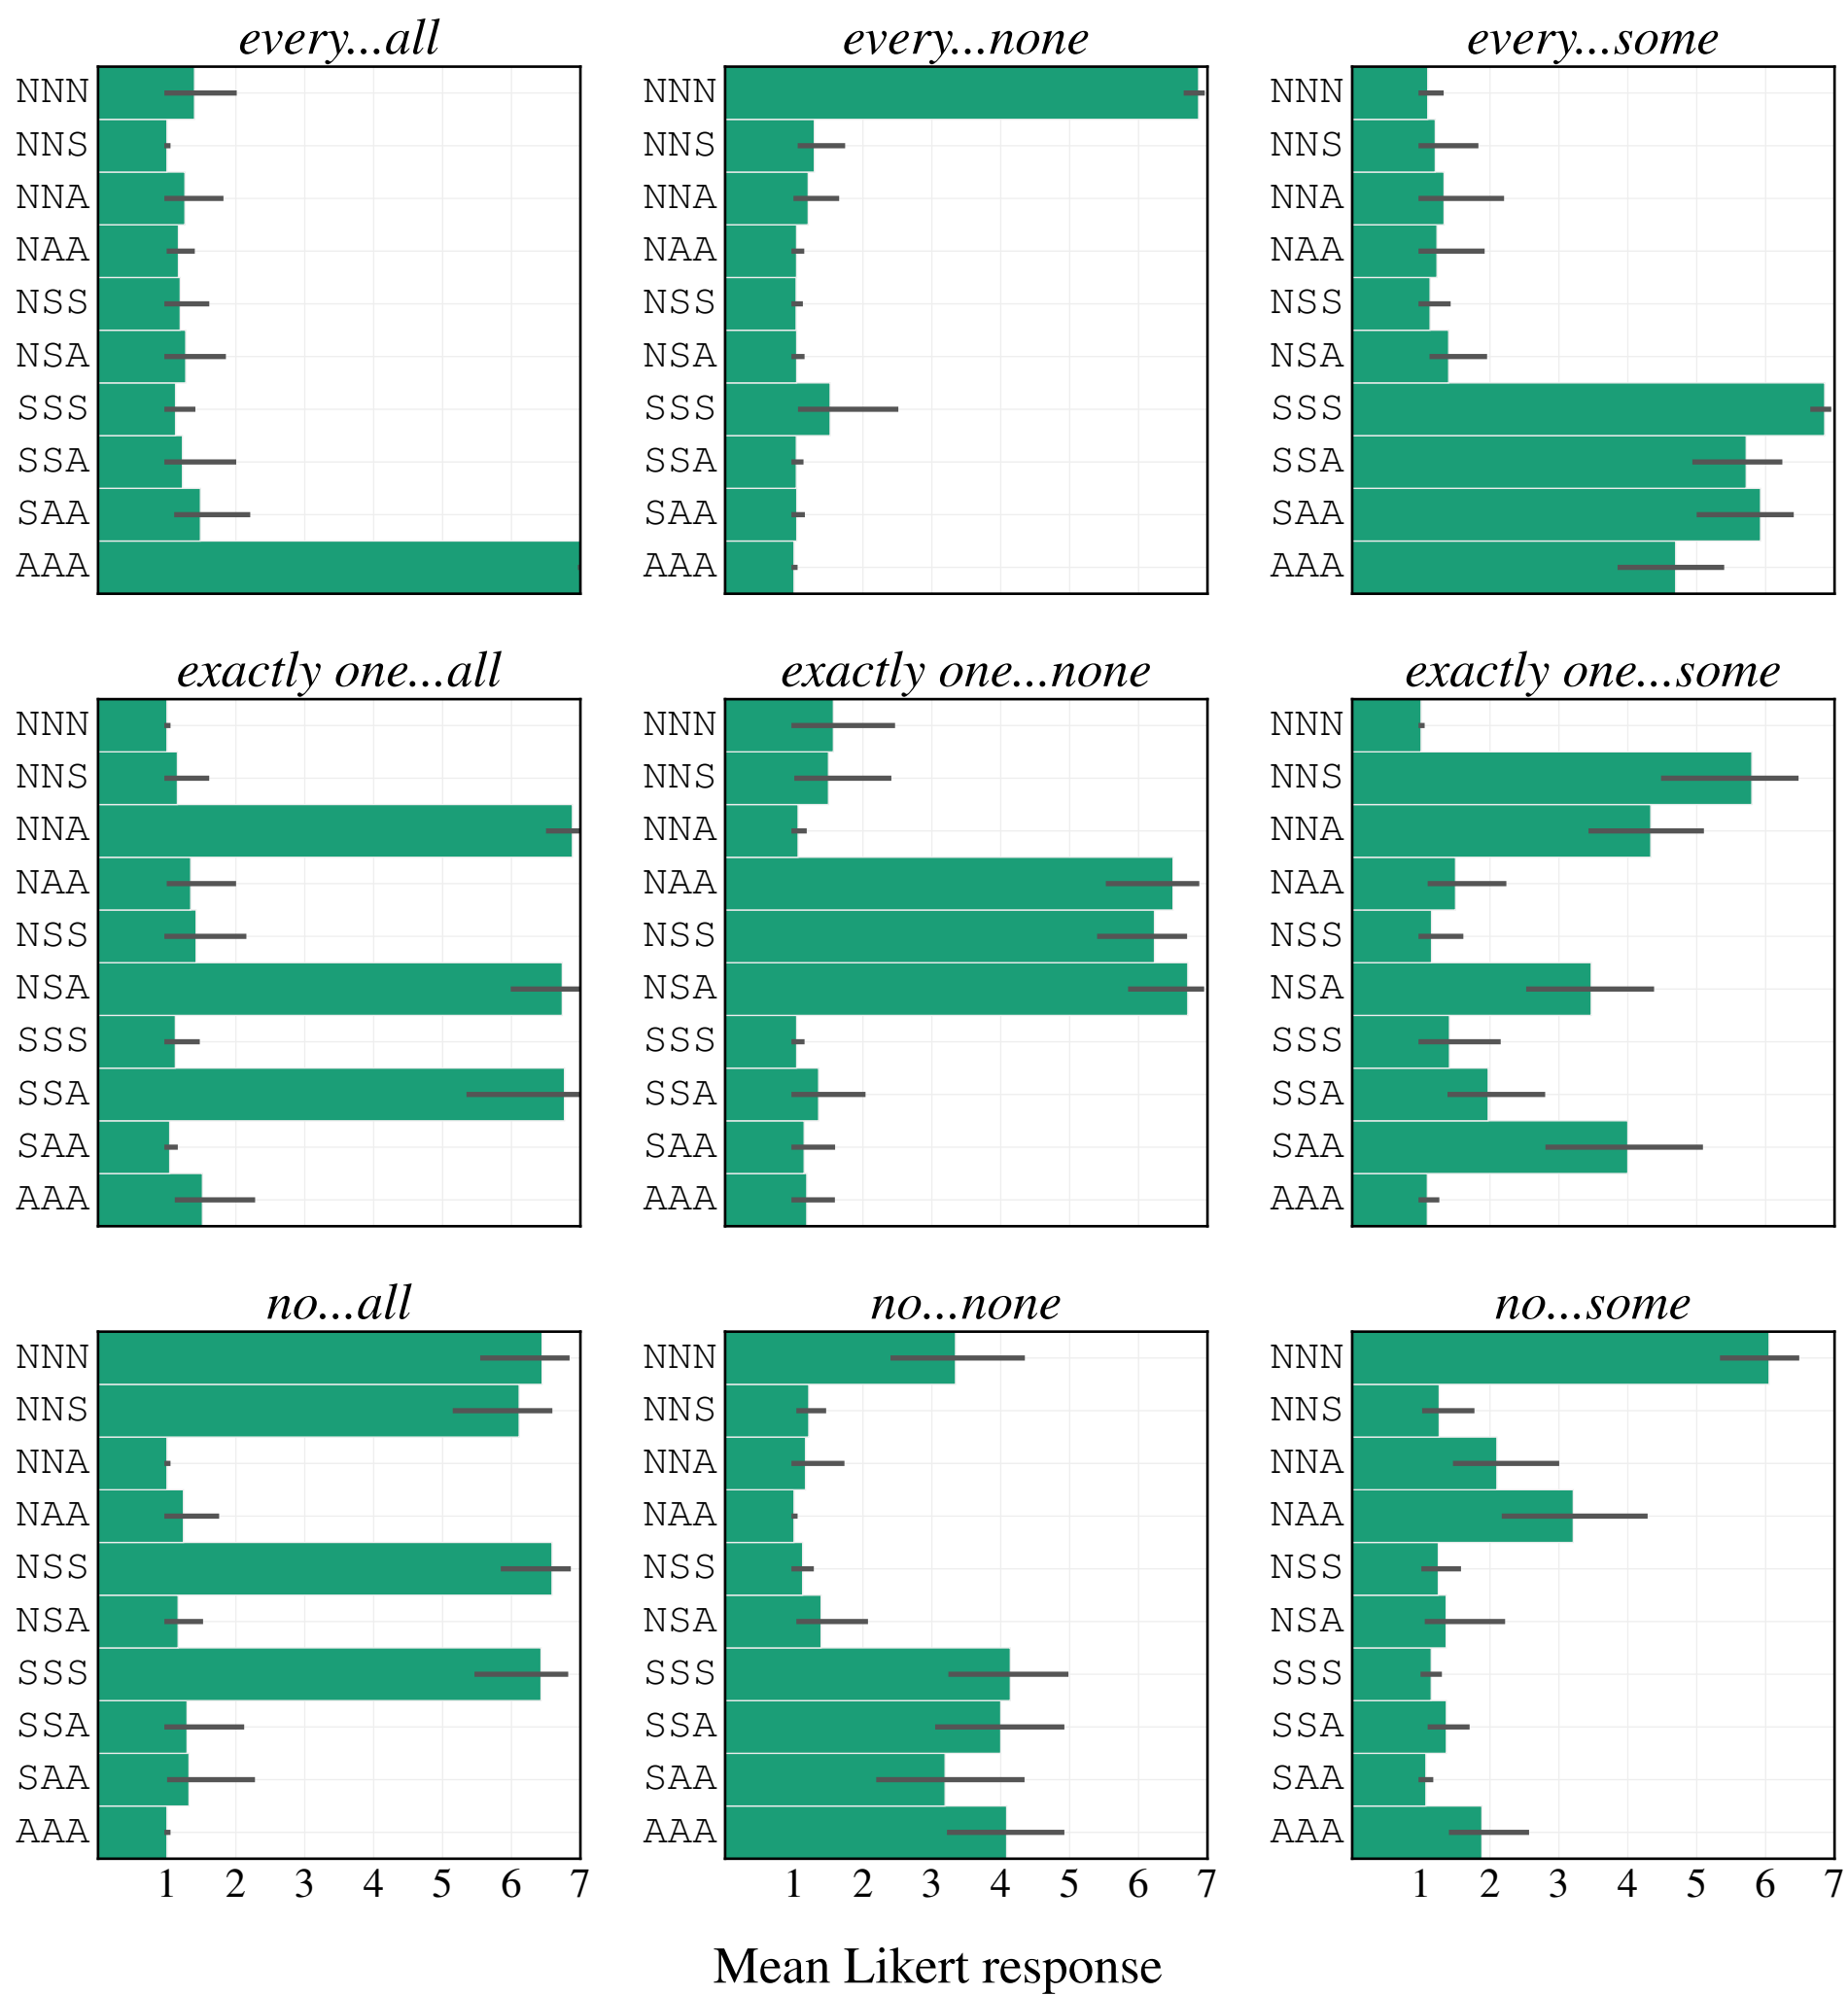 every...all
every...none
every...some
NNN
NNN
NNN
NNS
NNS
NNS
NNA
NNA
NNA
NAA
NAA
NAA
NSS
NSS
NSS
NSA
NSA
NSA
SSS
SSS
SSS
SSA
SSA
SSA
SAA
SAA
SAA
AAA
AAA
AAA
exactly one...all
exactly one...none
exactly one...some
NNN
NNN
NNN
NNS
NNS
NNS
NNA
NNA
NNA
NAA
NAA
NAA
NSS
NSS
NSS
NSA
NSA
NSA
SSS
SSS
SSS
SSA
SSA
SSA
SAA
SAA
SAA
AAA
AAA
AAA
no...all
no...none
no...some
NNN
NNN
NNN
NNS
NNS
NNS
NNA
NNA
NNA
NAA
NAA
NAA
NSS
NSS
NSS
NSA
NSA
NSA
SSS
SSS
SSS
SSA
SSA
SSA
SAA
SAA
SAA
AAA
AAA
AAA
1 2 3 4 5 6 7
1 2 3 4 5 6 7
1 2 3 4 5 6 7
Mean Likert response